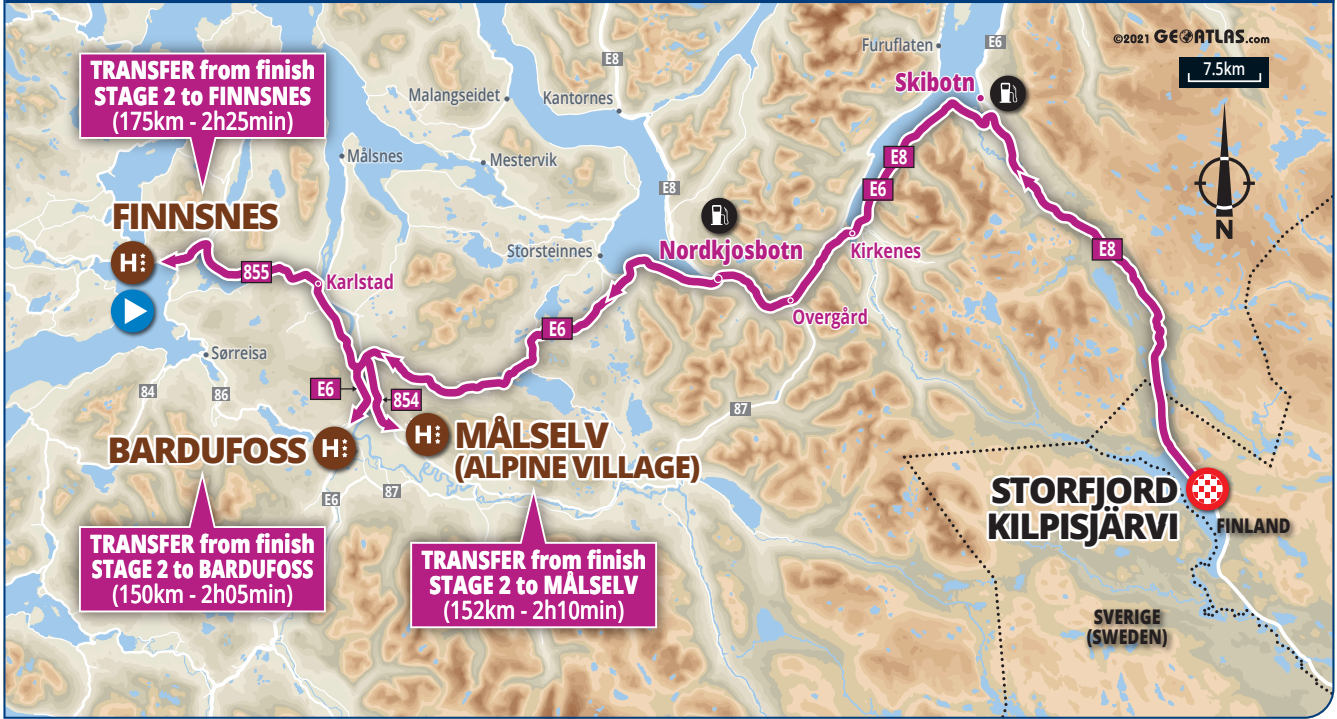 ©2021 GEOATLAS.com
7.5km
N
TRANSFER from finish
STAGE 2 to FINNSNES
(175km - 2h25min)
FINNSNES
H
855
Karlstad
Sørreisa
84
86
Malangseidet
Kantornes
Målsnes
Mestervik
Storsteinnes
E8
E8
Furuflaten
E6
Skibotn
E8
E6
Nordkjosbotn
Kirkenes
Overgård
E8
E6
E6
854
87
BARDUFOSS
H
H
MÅLSELV
(ALPINE VILLAGE)
E6
87
STORFJORD
KILPISJÄRVI
FINLAND
SVERIGE
(SWEDEN)
TRANSFER from finish
STAGE 2 to BARDUFOSS
(150km - 2h05min)
TRANSFER from finish
STAGE 2 to MÅLSELV
(152km - 2h10min)